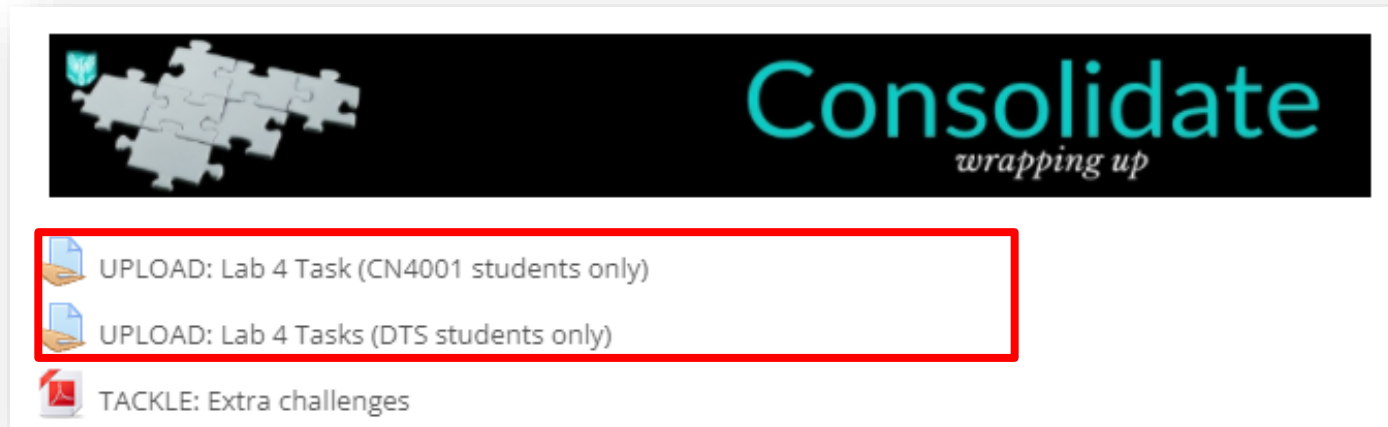 Consolidate
wrapping up
UPLOAD: Lab 4 Task (CN4001 students only)
UPLOAD: Lab 4 Tasks (DTS students only)
TACKLE: Extra challenges